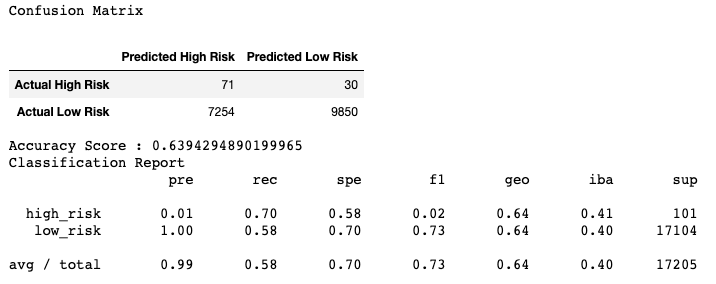 Confusion Matrix
Predicted High Risk Predicted Low Risk
Actual High Risk 71 30
Actual Low Risk 7254 9850
Accuracy Score : 0.6394294890199965
Classification Report
pre rec spe f1 geo iba sup
high_risk 0.01 0.70 0.58 0.02 0.64 0.41 101
low_risk 1.00 0.58 0.70 0.73 0.64 0.40 17104
avg / total 0.99 0.58 0.70 0.73 0.64 0.40 17205